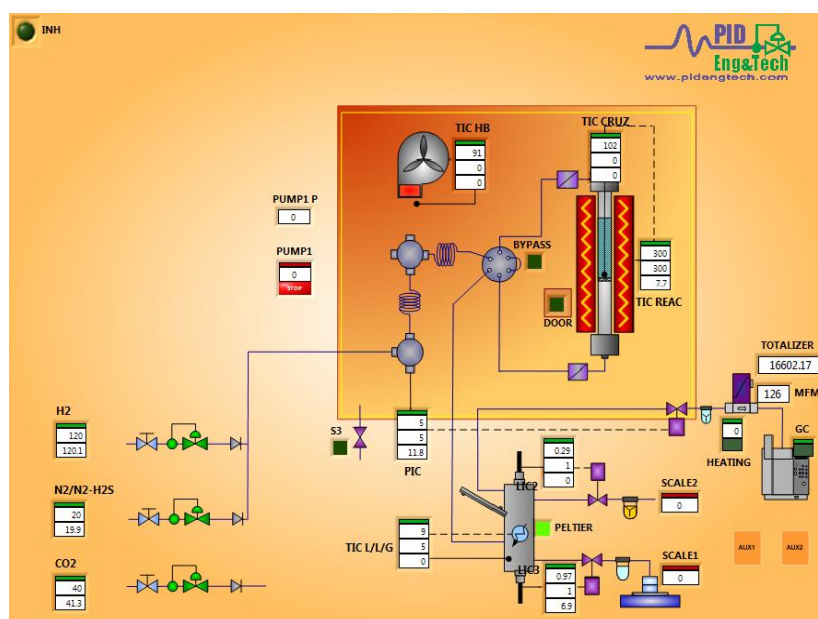 INH
PID
Eng&Tech
www.pidengtech.com
TIC HB
91
0
0
TIC CRUZ
102
0
0
PUMP1 P
0
PUMP1
0
STOP
BYPASS
DOOR
300
300
7.7
TIC REAC
TOTALIZER
16602.17
126
MFM
H2
120
120.1
S3
5
5
11.8
PIC
0
HEATING
GC
N2/N2-H2S
20
19.9
0.29
1
0
LIC2
SCALE2
0
PELTIER
TIC L/L/G
9
5
0
AUX1
AUX2
CO2
40
41.3
LIC3
0.97
1
6.9
SCALE1
0